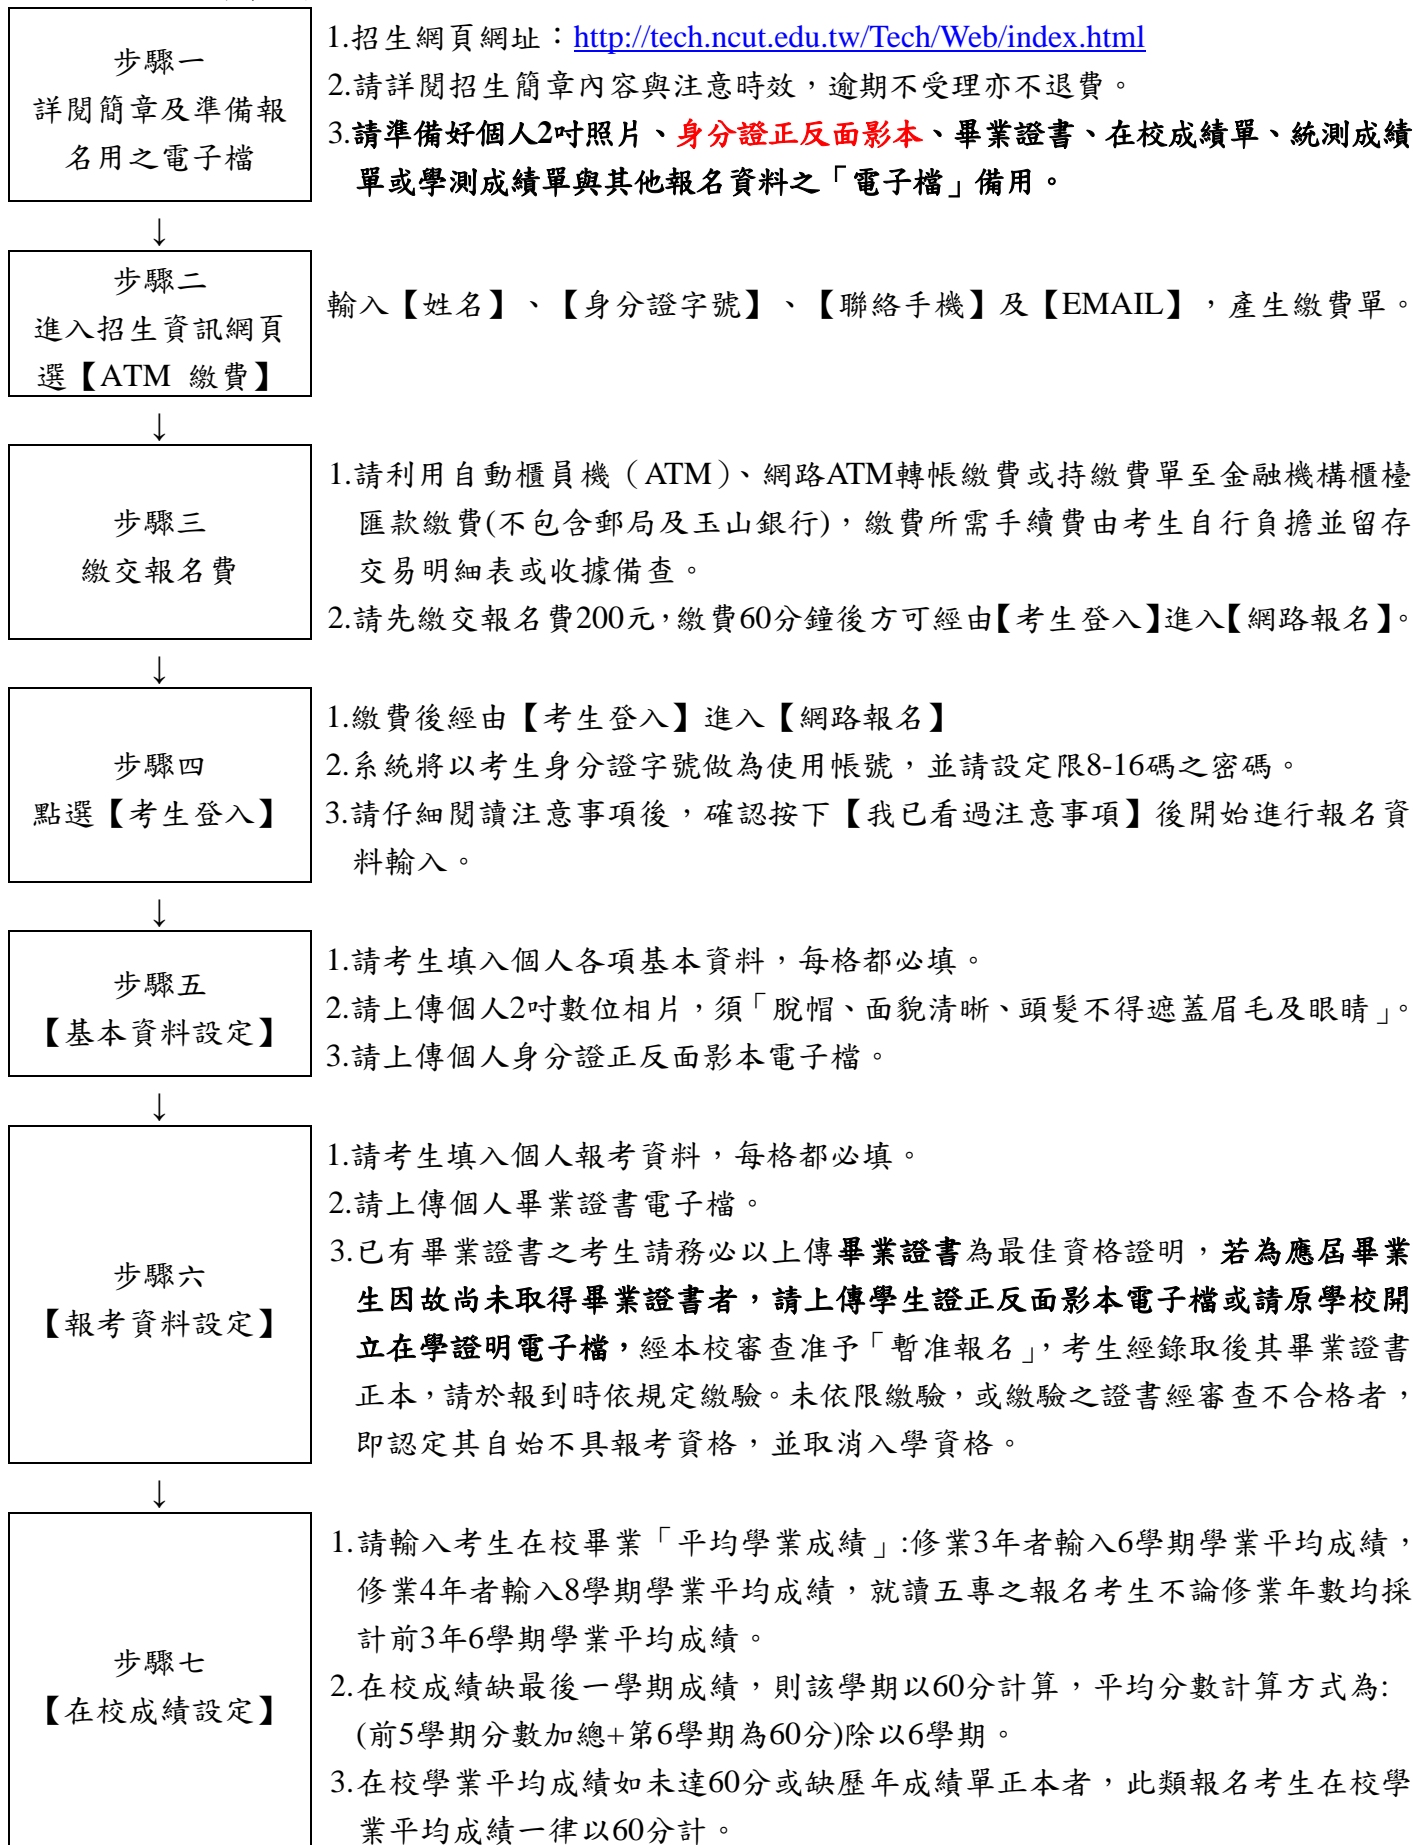 步驟一
詳閱簡章及準備報
名用之電子檔
1.招生網頁網址：http://tech.ncut.edu.tw/Tech/Web/index.html
2.請詳閱招生簡章內容與注意時效，逾期不受理亦不退費。
3.請準備好個人2吋照片、身分證正反面影本、畢業證書、在校成績單、統測成績
單或學測成績單與其他報名資料之「電子檔」備用。
↓
步驟二
進入招生資訊網頁
選【ATM 繳費】
輸入【姓名】、【身分證字號】、【聯絡手機】及【EMAIL】，產生繳費單。
↓
步驟三
繳交報名費
1.請利用自動櫃員機（ATM）、網路ATM轉帳繳費或持繳費單至金融機構櫃檯
匯款繳費(不包含郵局及玉山銀行)，繳費所需手續費由考生自行負擔並留存
交易明細表或收據備查。
2.請先繳交報名費200元，繳費60分鐘後方可經由【考生登入】進入【網路報名】。
↓
步驟四
點選【考生登入】
1.繳費後經由【考生登入】進入【網路報名】
2.系統將以考生身分證字號做為使用帳號，並請設定限8-16碼之密碼。
3.請仔細閱讀注意事項後，確認按下【我已看過注意事項】後開始進行報名資
料輸入。
↓
步驟五
【基本資料設定】
1.請考生填入個人各項基本資料，每格都必填。
2.請上傳個人2吋數位相片，須「脫帽、面貌清晰、頭髮不得遮蓋眉毛及眼睛」。
3.請上傳個人身分證正反面影本電子檔。
↓
步驟六
【報考資料設定】
1.請考生填入個人報考資料，每格都必填。
2.請上傳個人畢業證書電子檔。
3.已有畢業證書之考生請務必以上傳畢業證書為最佳資格證明，若為應屆畢業
生因故尚未取得畢業證書者，請上傳學生證正反面影本電子檔或請原學校開
立在學證明電子檔，經本校審查准予「暫准報名」，考生經錄取後其畢業證書
正本，請於報到時依規定繳驗。未依限繳驗，或繳驗之證書經審查不合格者，
即認定其自始不具報考資格，並取消入學資格。
↓
步驟七
【在校成績設定】
1.請輸入考生在校畢業「平均學業成績」:修業3年者輸入6學期學業平均成績，
修業4年者輸入8學期學業平均成績，就讀五專之報名考生不論修業年數均採
計前3年6學期學業平均成績。
2.在校成績缺最後一學期成績，則該學期以60分計算，平均分數計算方式為:
(前5學期分數加總+第6學期為60分)除以6學期。
3.在校學業平均成績如未達60分或缺歷年成績單正本者，此類報名考生在校學
業平均成績一律以60分計。